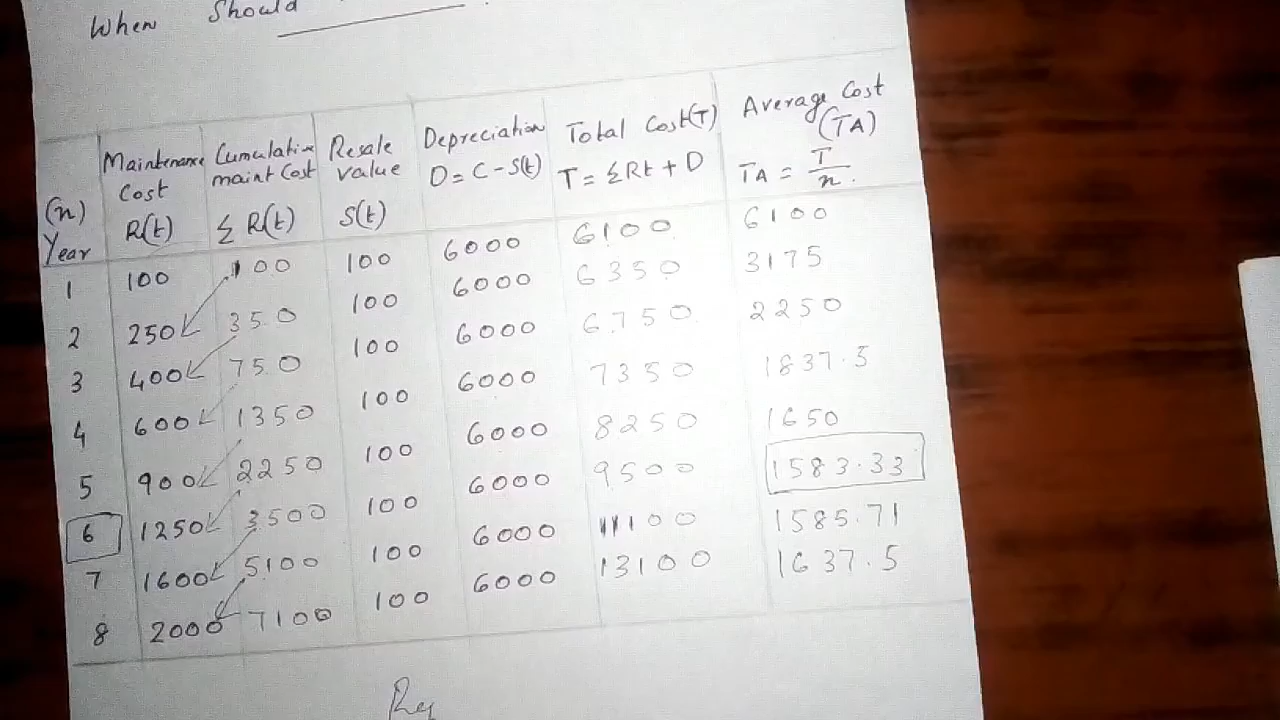 When Should
(n) Year Maintenance Cost R(t) Cumulative maint Cost Σ R(t) Resale value S(t) Depreciation D = C - S(t) Total Cost(T) T = ΣRt + D Average Cost (TA) TA = T/n.
1 100 100 100 6000 6100 6100
2 250 350 100 6000 6350 3175
3 400 750 100 6000 6750 2250
4 600 1350 100 6000 7350 1837.5
5 900 2250 100 6000 8250 1650
6 1250 3500 100 6000 9500 1583.33
7 1600 5100 100 6000 11100 1585.71
8 2000 7100 100 6000 13100 1637.5